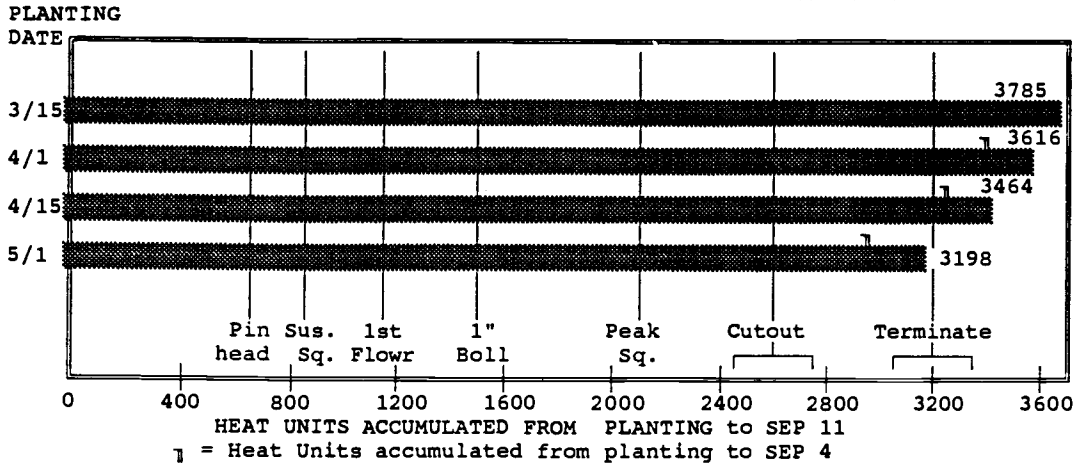 PLANTING
DATE
3785
3/15
3616
4/1
3464
4/15
5/1
3198
Pin Sus. 1st 1" Peak Cutout Terminate
head Sq. Flowr Boll Sq.
0 400 800 1200 1600 2000 2400 2800 3200 3600
HEAT UNITS ACCUMULATED FROM PLANTING to SEP 11
╖ = Heat Units accumulated from planting to SEP 4